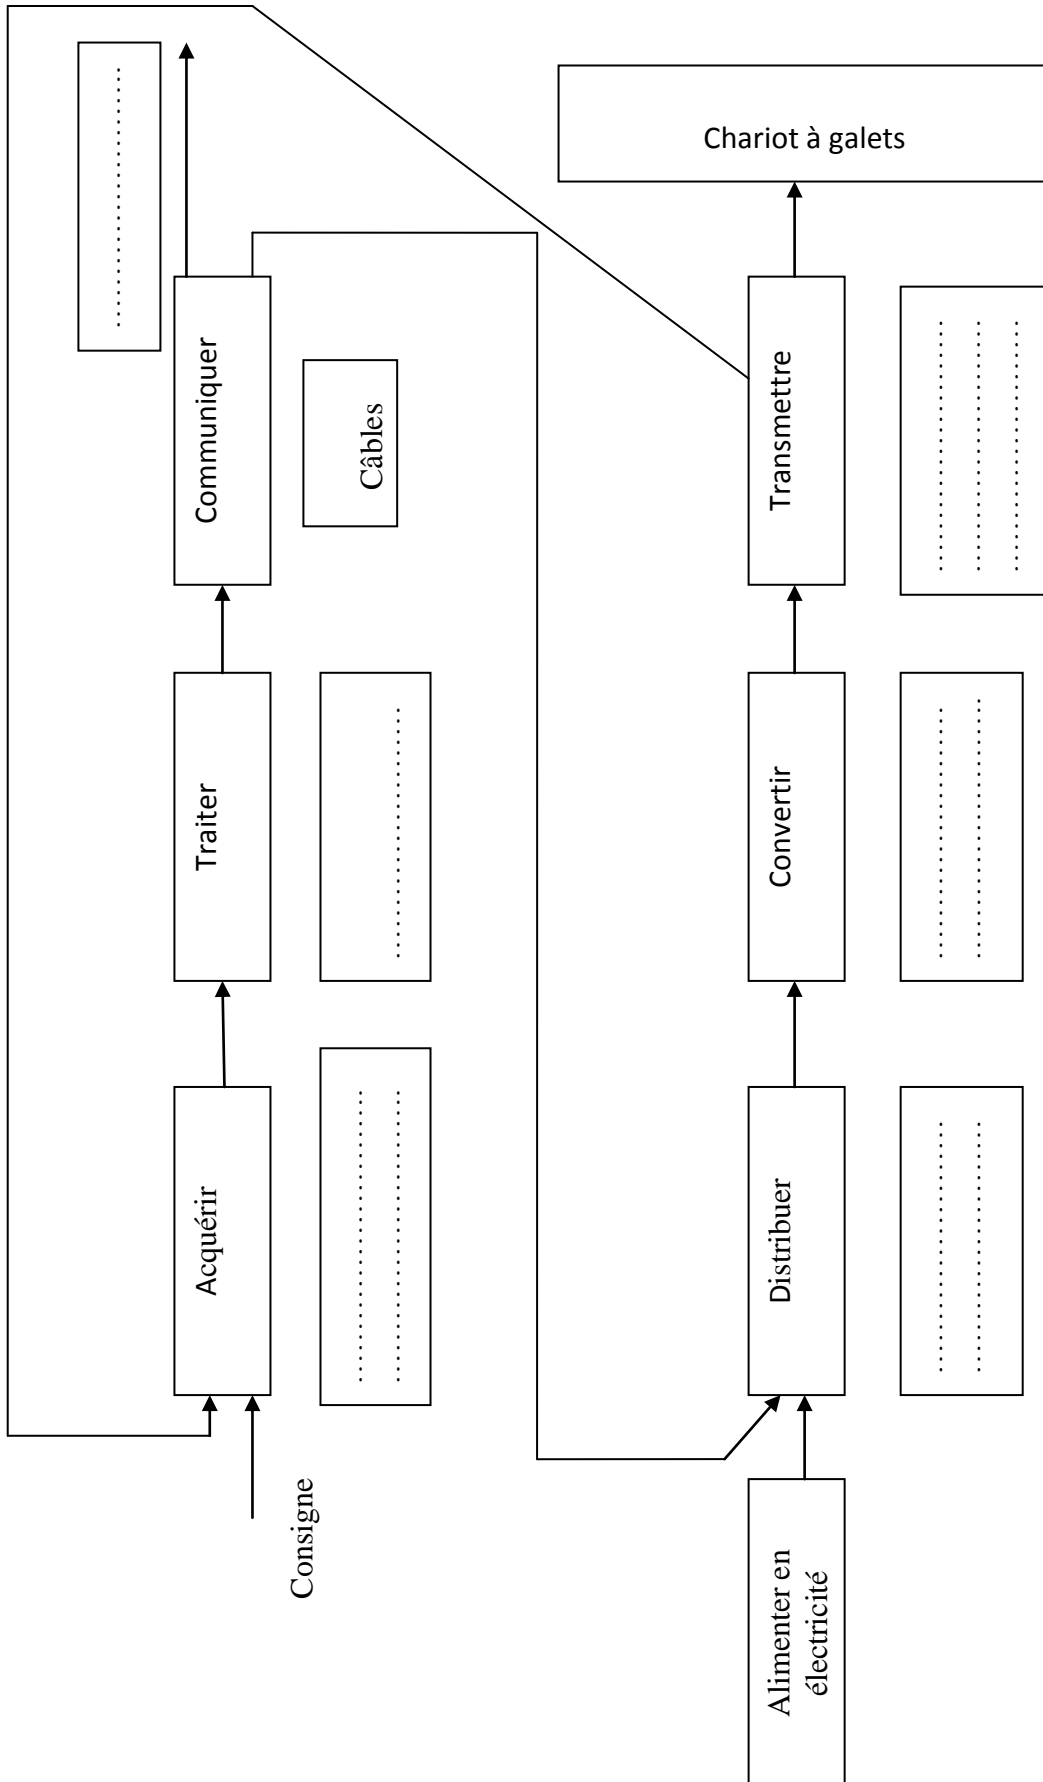 Consigne
Acquérir
Traiter
Communiquer
Câbles
Alimenter en
électricité
Distribuer
Convertir
Transmettre
Chariot à galets